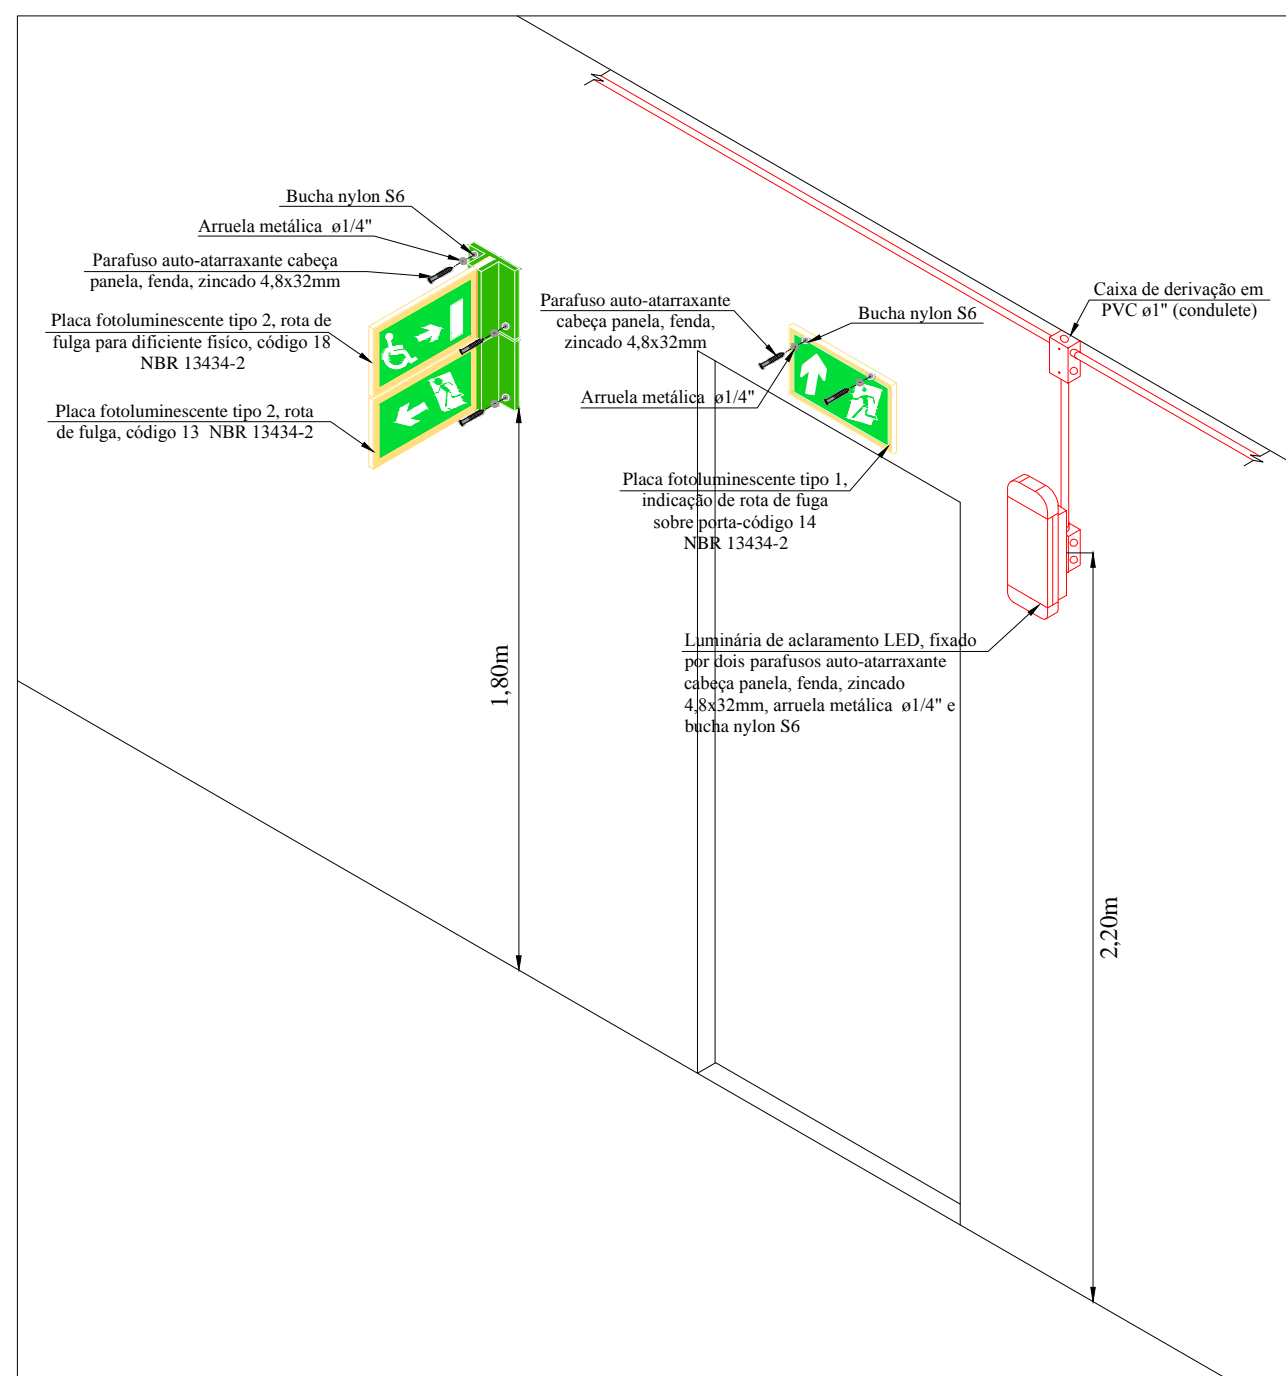 Bucha nylon S6
Arruela metálica ø1/4"
Parafuso auto-atarraxante cabeça
panela, fenda, zincado 4,8x32mm
Placa fotoluminescente tipo 2, rota de
fulga para dificiente fisíco, código 18
NBR 13434-2
Placa fotoluminescente tipo 2, rota
de fulga, código 13 NBR 13434-2
1,80m
Parafuso auto-atarraxante
cabeça panela, fenda,
zincado 4,8x32mm
Bucha nylon S6
Arruela metálica ø1/4"
Placa fotoluminescente tipo 1,
indicação de rota de fuga
sobre porta-código 14
NBR 13434-2
Caixa de derivação em
PVC ø1" (condulete)
Luminária de aclaramento LED, fixado
por dois parafusos auto-atarraxante
cabeça panela, fenda, zincado
4,8x32mm, arruela metálica ø1/4" e
bucha nylon S6
2,20m